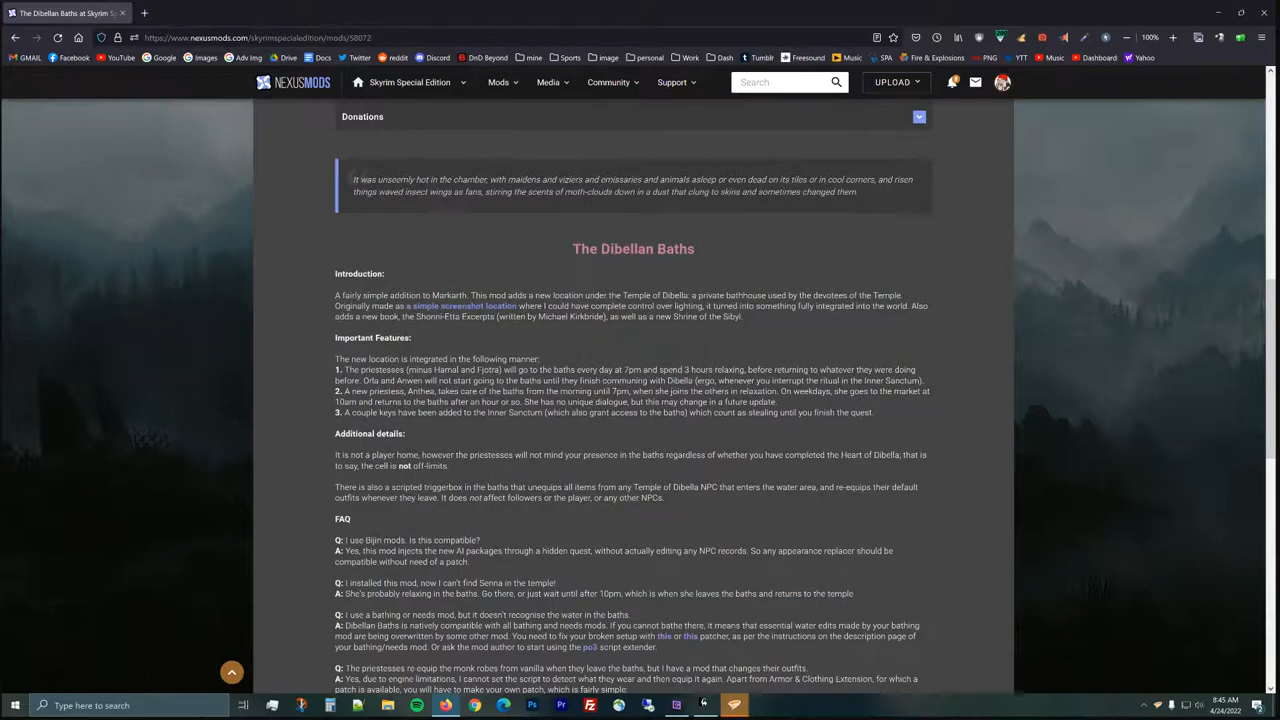 The Dibellan Baths at Skyrim Sp
https://www.nexusmods.com/skyrimspecialedition/mods/58072
100%
GMAIL
Facebook
YouTube
Google
Images
Adv Img
Drive
Docs
Twitter
reddit
Discord
DnD Beyond
mine
Sports
image
personal
Work
Dash
Tumblr
Freesound
Music
SPA
Fire & Explosions
PNG
YTT
Music
Dashboard
Yahoo
NEXUSMODS
Skyrim Special Edition
Mods
Media
Community
Support
Search
UPLOAD
Donations
It was unseemly hot in the chamber, with maidens and viziers and emissaries and animals asleep or even dead on its tiles or in cool corners, and risen
things waved insect wings as fans, stirring the scents of moth-clouds down in a dust that clung to skins and sometimes changed them.
The Dibellan Baths
Introduction:
A fairly simple addition to Markarth. This mod adds a new location under the Temple of Dibella: a private bathhouse used by the devotees of the Temple.
Originally made as a simple screenshot location where I could have complete control over lighting, it turned into something fully integrated into the world. Also
adds a new book, the Shonni-Etta Excerpts (written by Michael Kirkbride), as well as a new Shrine of the Sibyl.
Important Features:
The new location is integrated in the following manner:
1. The priestesses (minus Hamal and Fjotra) will go to the baths every day at 7pm and spend 3 hours relaxing, before returning to whatever they were doing
before. Orla and Anwen will not start going to the baths until they finish communing with Dibella (ergo, whenever you interrupt the ritual in the Inner Sanctum).
2. A new priestess, Anthea, takes care of the baths from the morning until 7pm, when she joins the others in relaxation. On weekdays, she goes to the market at
10am and returns to the baths after an hour or so. She has no unique dialogue, but this may change in a future update.
3. A couple keys have been added to the Inner Sanctum (which also grant access to the baths) which count as stealing until you finish the quest.
Additional details:
It is not a player home, however the priestesses will not mind your presence in the baths regardless of whether you have completed the Heart of Dibella; that is
to say, the cell is not off-limits.
There is also a scripted triggerbox in the baths that unequips all items from any Temple of Dibella NPC that enters the water area, and re-equips their default
outfits whenever they leave. It does not affect followers or the player, or any other NPCs.
FAQ
Q: I use Bijin mods. Is this compatible?
A: Yes, this mod injects the new AI packages through a hidden quest, without actually editing any NPC records. So any appearance replacer should be
compatible without need of a patch.
Q: I installed this mod, now I can't find Senna in the temple!
A: She's probably relaxing in the baths. Go there, or just wait until after 10pm, which is when she leaves the baths and returns to the temple
Q: I use a bathing or needs mod, but it doesn't recognise the water in the baths.
A: Dibellan Baths is natively compatible with all bathing and needs mods. If you cannot bathe there, it means that essential water edits made by your bathing
mod are being overwritten by some other mod. You need to fix your broken setup with this or this patcher, as per the instructions on the description page of
your bathing/needs mod. Or ask the mod author to start using the po3 script extender.
Q: The priestesses re-equip the monk robes from vanilla when they leave the baths, but I have a mod that changes their outfits.
A: Yes, due to engine limitations, I cannot set the script to detect what they wear and then equip it again. Apart from Armor & Clothing Extension, for which a
patch is available, you will have to make your own patch, which is fairly simple:
Type here to search
8:45 AM
4/24/2022